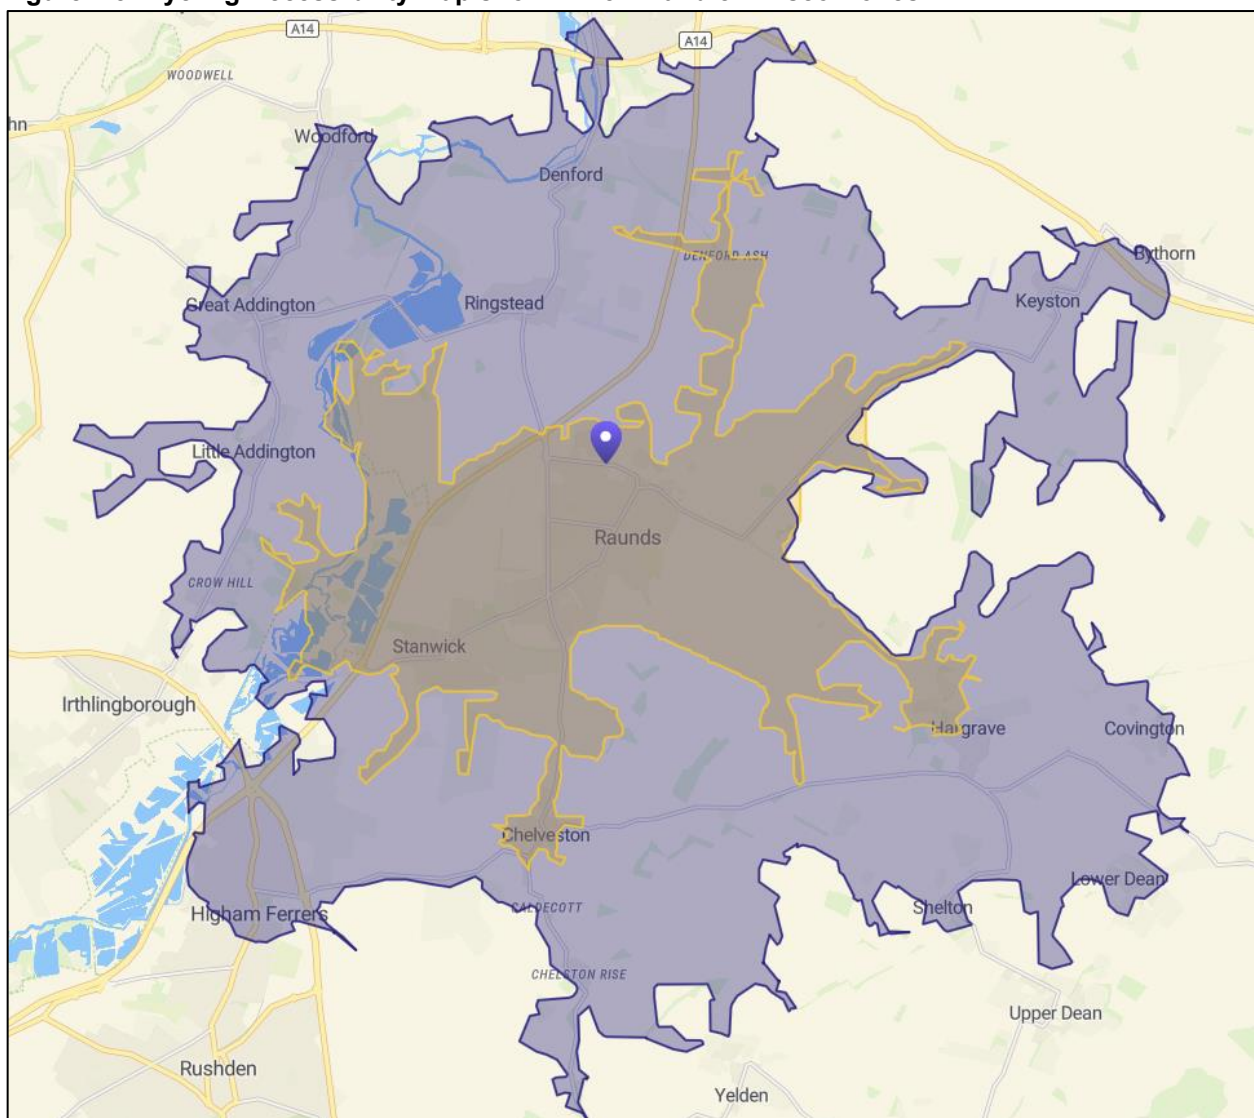 A14
A14
WOODWELL
hn
Woodford
Denford
DENFORD ASH
Bythorn
Great Addington
Ringstead
Keyston
Little Addington
Raunds
CROW HILL
Stanwick
Irthlingborough
Hargrave
Covington
Chelveston
Lower Dean
Higham Ferrers
CALDECOTT
Shelton
CHELSTON RISE
Upper Dean
Rushden
Yelden